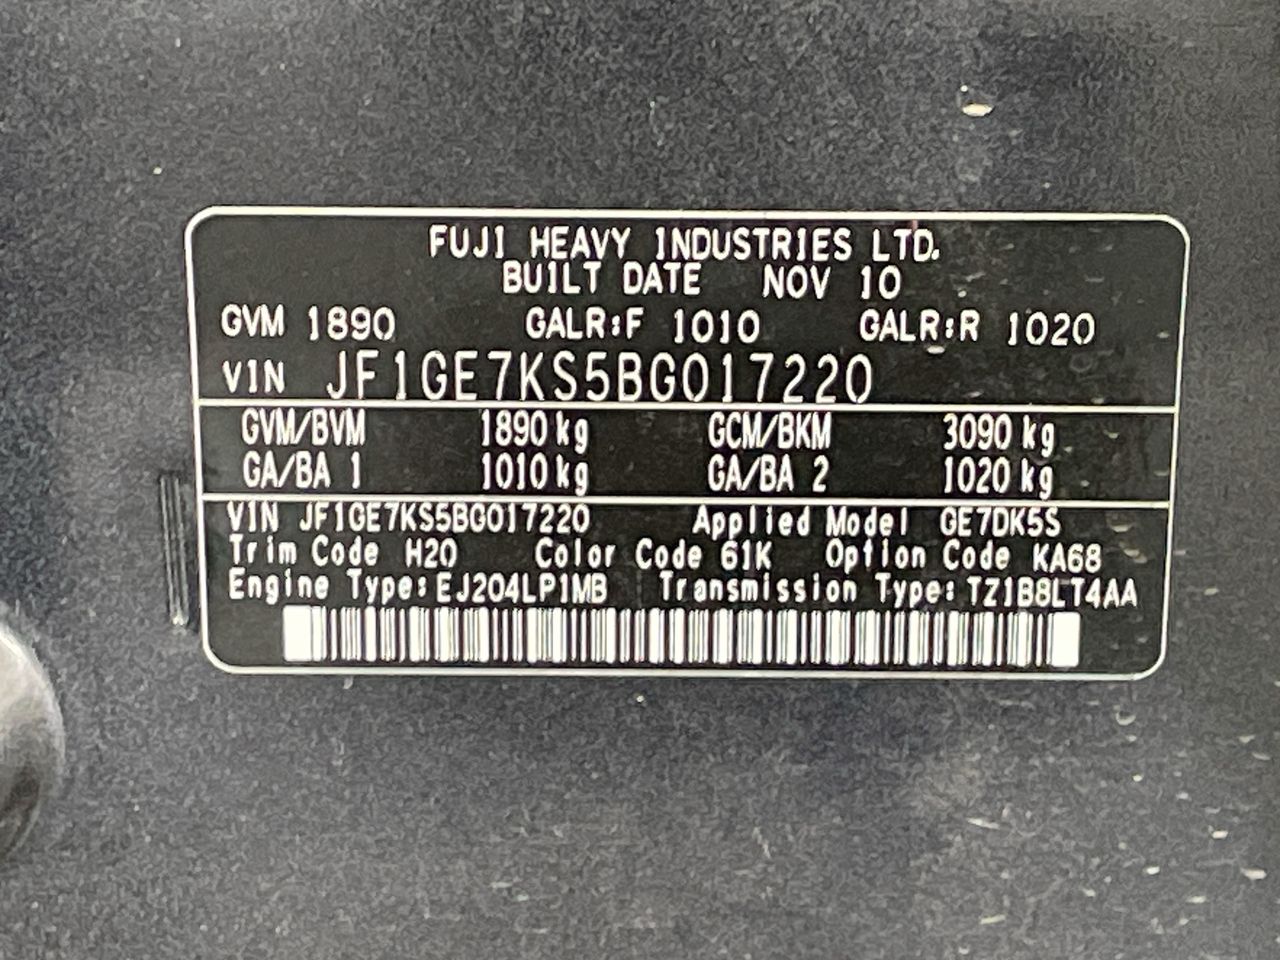 FUJI HEAVY INDUSTRIES LTD.
BUILT DATE NOV 10
GVM 1890 GALR:F 1010 GALR:R 1020
VIN JF1GE7KS5BG017220
GVM/BVM 1890 kg GCM/BKM 3090 kg
GA/BA 1 1010 kg GA/BA 2 1020 kg
VIN JF1GE7KS5BG017220 Applied Model GE7DK5S
Trim Code H20 Color Code 61K Option Code KA68
Engine Type: EJ204LP1MB Transmission Type: TZ1B8LT4AA